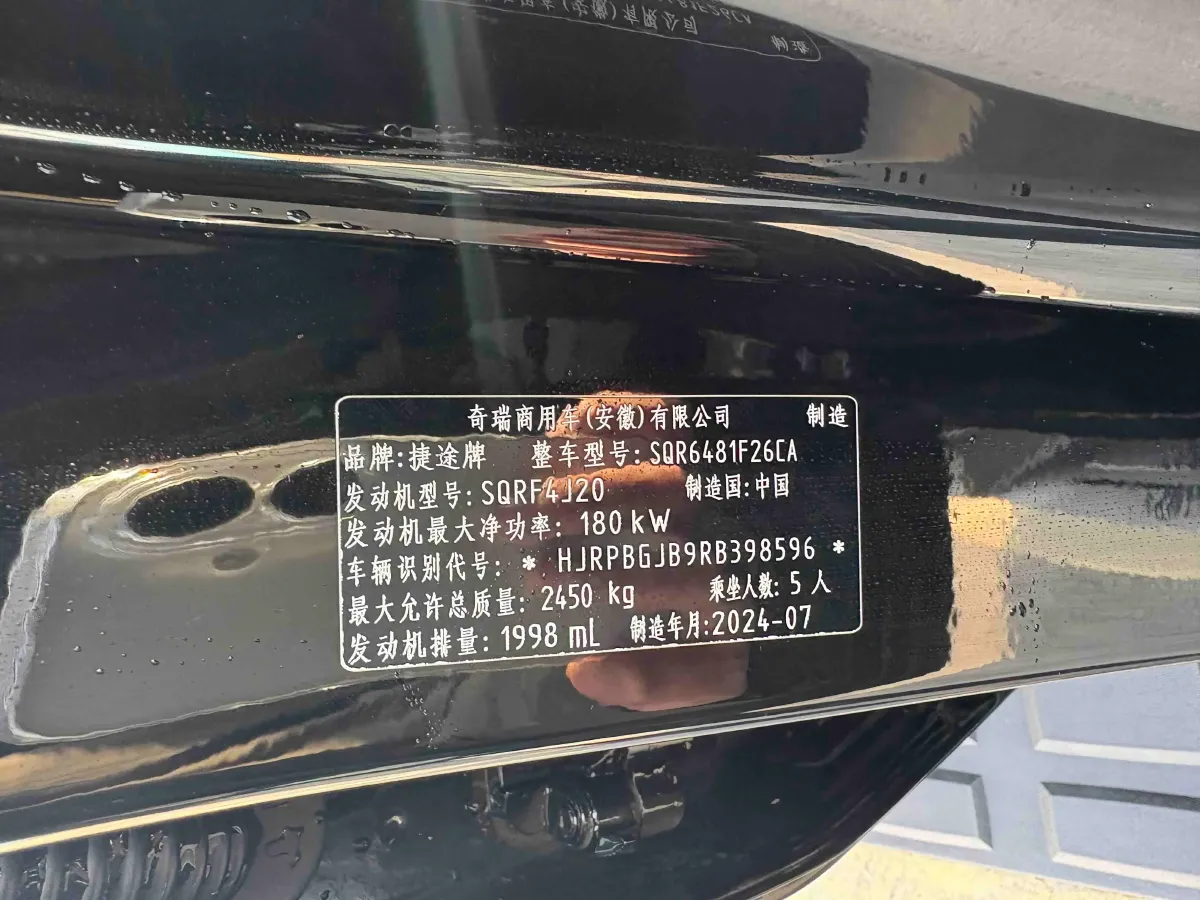 奇瑞商用车(安徽)有限公司 制造
品牌:捷途牌 整车型号:SQR6481F26CA
发动机型号:SQRF4J20 制造国:中国
发动机最大净功率: 180kW
车辆识别代号: * HJRPBGJB9RB398596 *
最大允许总质量: 2450 kg 乘坐人数: 5 人
发动机排量: 1998 mL 制造年月:2024-07